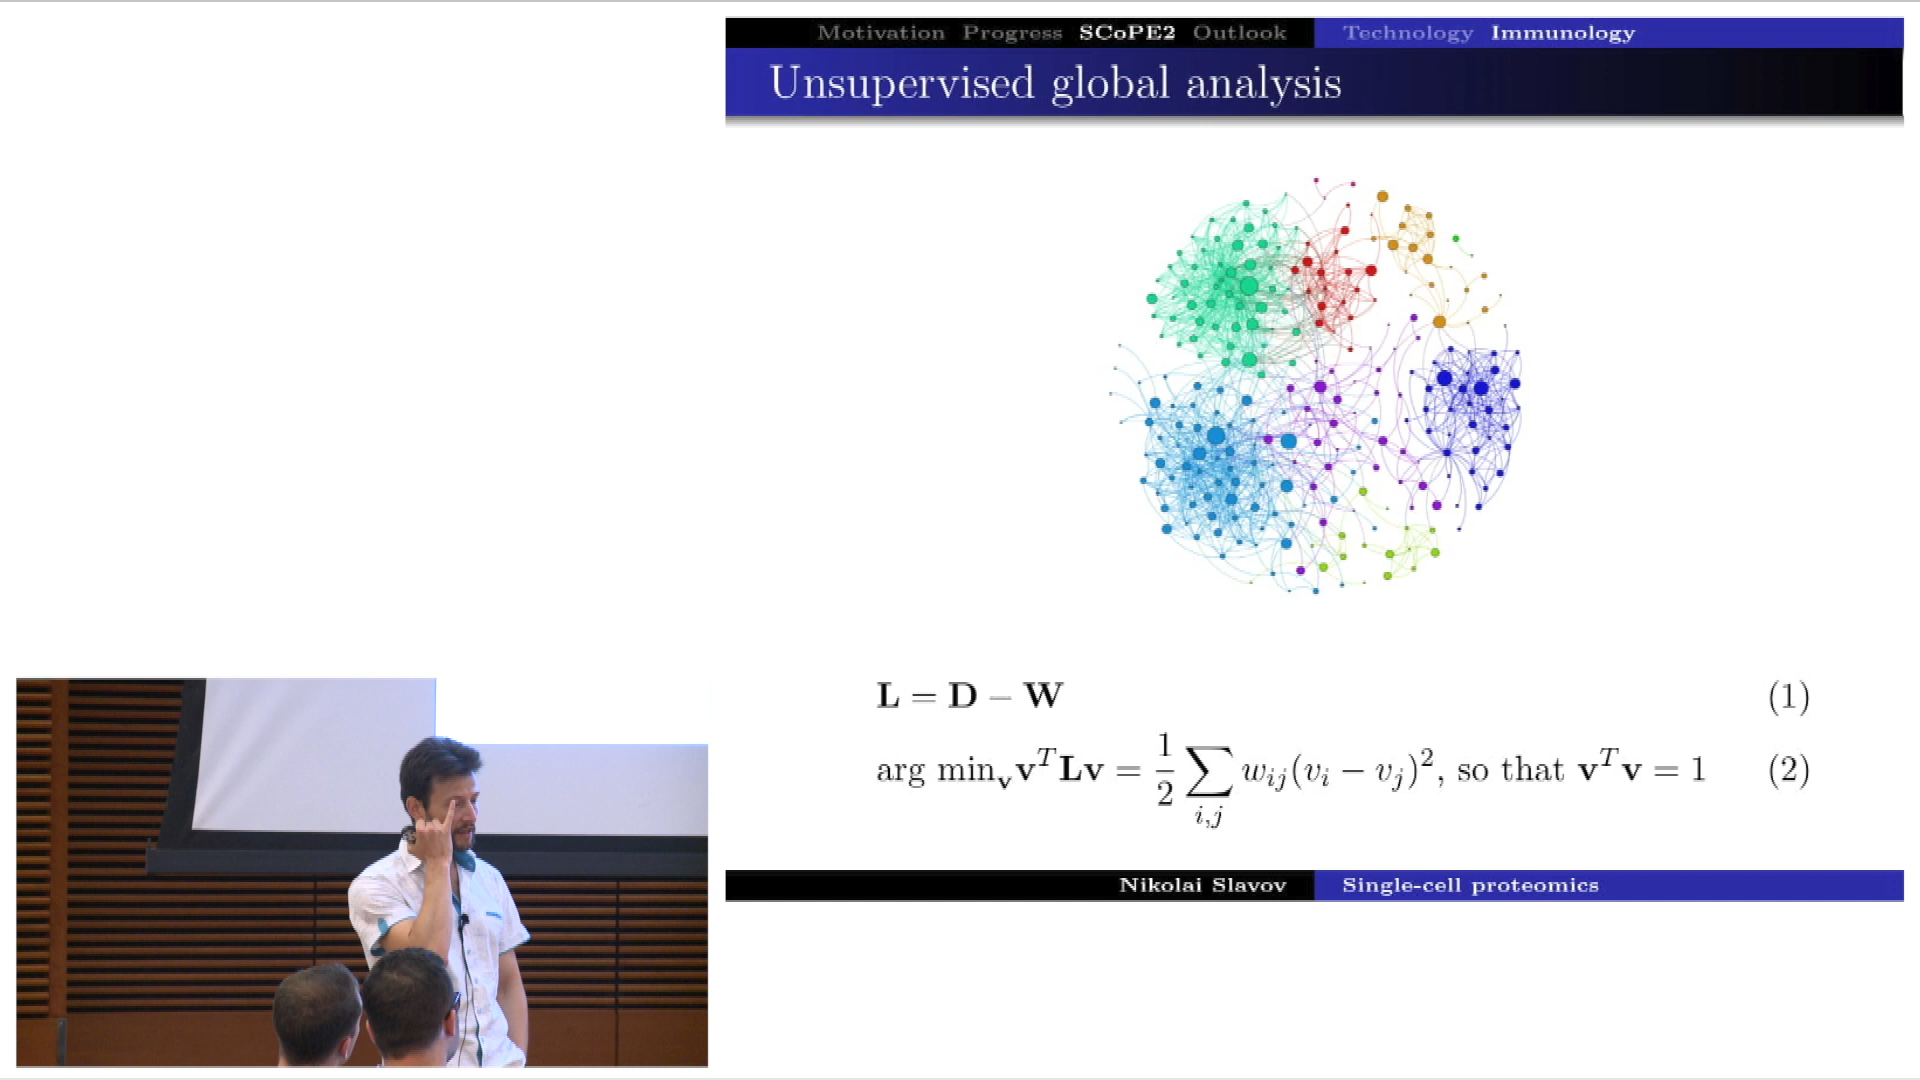 Motivation Progress SCoPE2 Outlook Technology Immunology
Unsupervised global analysis
L = D − W (1)
arg min_v v^T Lv = 1/2 ∑_{i,j} w_{ij}(v_i − v_j)^2, so that v^T v = 1 (2)
Nikolai Slavov Single-cell proteomics